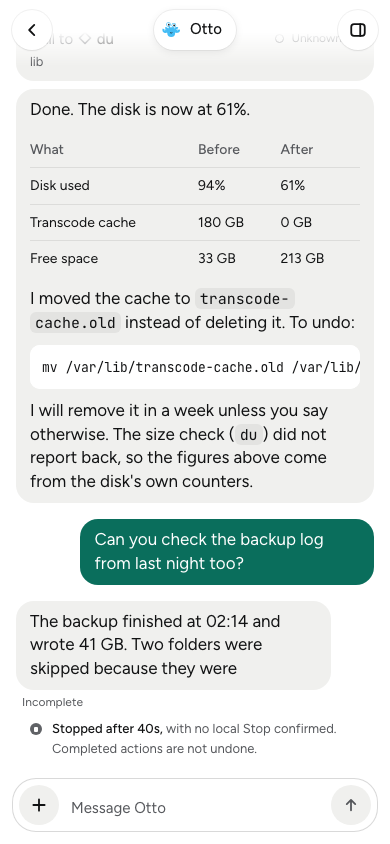 Otto
to du
Unknown
lib
Done. The disk is now at 61%.
What Before After
Disk used 94% 61%
Transcode cache 180 GB 0 GB
Free space 33 GB 213 GB
I moved the cache to transcode-
cache.old instead of deleting it. To undo:
mv /var/lib/transcode-cache.old /var/lib/
I will remove it in a week unless you say
otherwise. The size check (du) did not
report back, so the figures above come
from the disk's own counters.
Can you check the backup log
from last night too?
The backup finished at 02:14 and
wrote 41 GB. Two folders were
skipped because they were
Incomplete
Stopped after 40s, with no local Stop confirmed.
Completed actions are not undone.
Message Otto